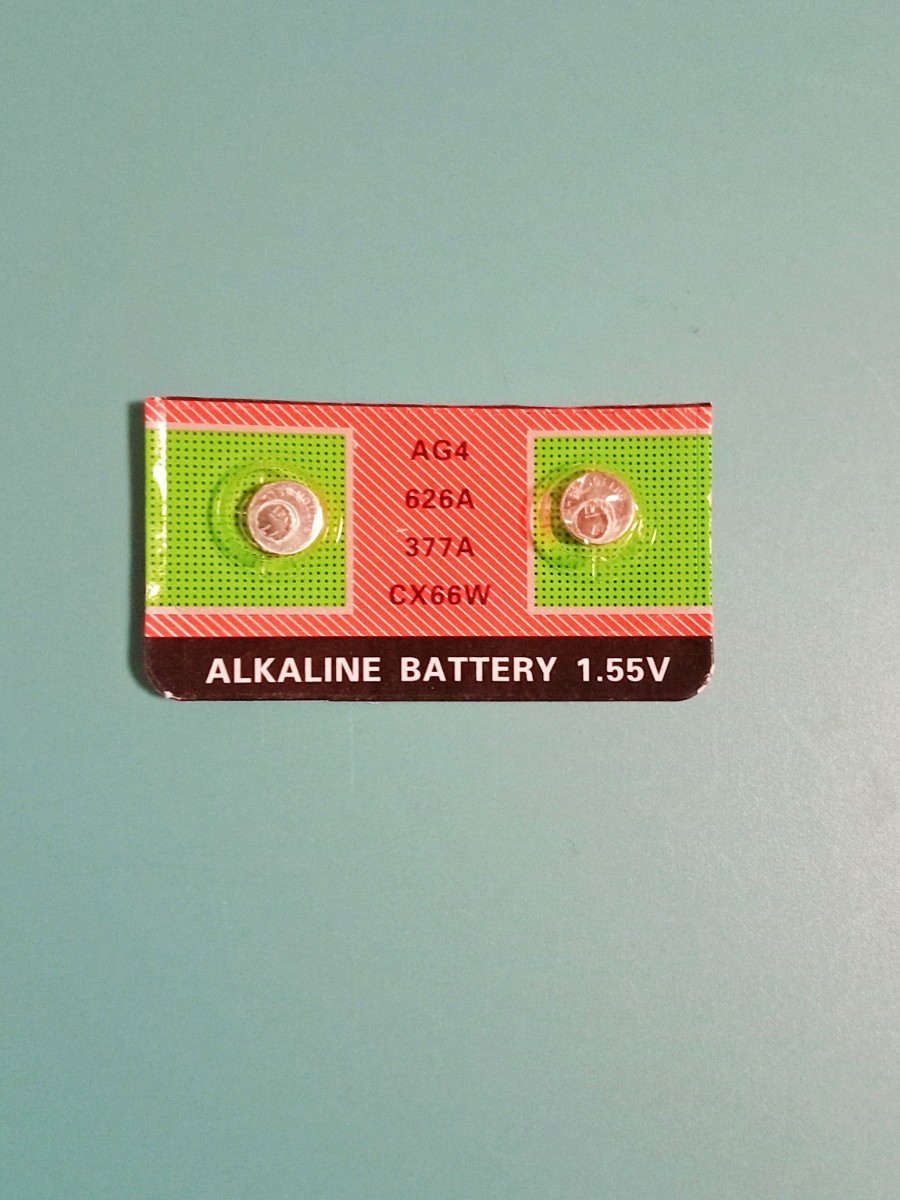 AG4
626A
377A
CX66W
ALKALINE BATTERY 1.55V